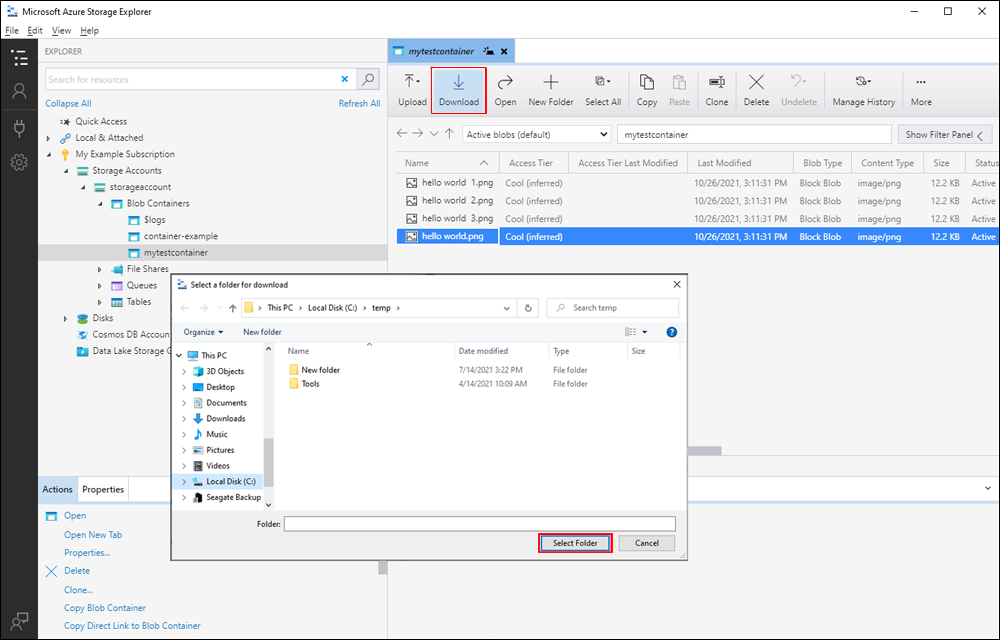 Microsoft Azure Storage Explorer
File Edit View Help
EXPLORER
Search for resources
Collapse All Refresh All
Quick Access
Local & Attached
My Example Subscription
Storage Accounts
storageaccount
Blob Containers
$logs
container-example
mytestcontainer
File Shares
Queues
Tables
Disks
Cosmos DB Accoun
Data Lake Storage
mytestcontainer
Upload Download Open New Folder Select All Copy Paste Clone Delete Undelete Manage History More
Active blobs (default) mytestcontainer Show Filter Panel
Name Access Tier Access Tier Last Modified Last Modified Blob Type Content Type Size Status
hello world 1.png Cool (inferred) 10/26/2021, 3:11:31 PM Block Blob image/png 12.2 KB Active
hello world 2.png Cool (inferred) 10/26/2021, 3:11:31 PM Block Blob image/png 12.2 KB Active
hello world 3.png Cool (inferred) 10/26/2021, 3:11:31 PM Block Blob image/png 12.2 KB Active
hello world.png Cool (inferred) 10/26/2021, 3:11:31 PM Block Blob image/png 12.2 KB Active
Select a folder for download
This PC Local Disk (C:) temp Search temp
Organize New folder
Name Date modified Type Size
New folder 7/14/2021 3:22 PM File folder
Tools 4/14/2021 10:09 AM File folder
This PC
3D Objects
Desktop
Documents
Downloads
Music
Pictures
Videos
Local Disk (C:)
Seagate Backup
Folder:
Select Folder Cancel
Actions Properties
Open
Open New Tab
Properties...
Delete
Clone...
Copy Blob Container
Copy Direct Link to Blob Container